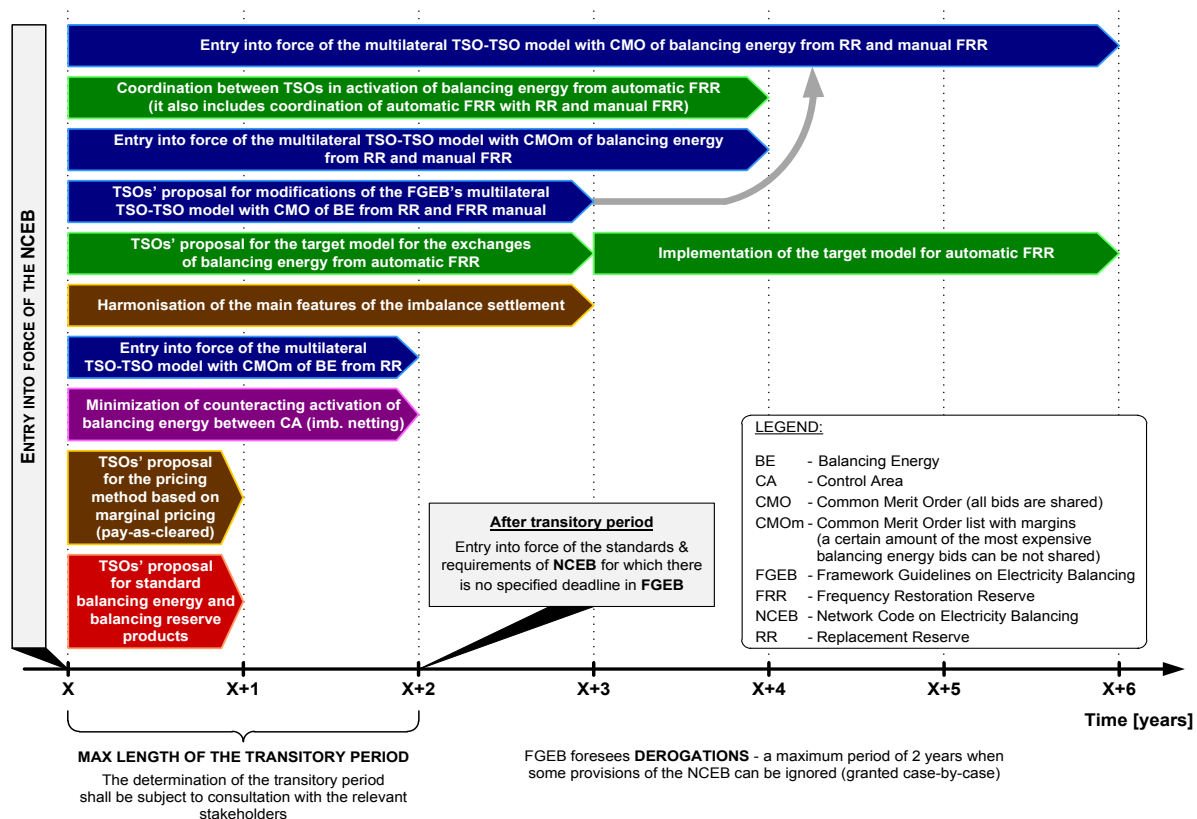 ENTRY INTO FORCE OF THE NCEB
Entry into force of the multilateral TSO-TSO model with CMO of balancing energy from RR and manual FRR
Coordination between TSOs in activation of balancing energy from automatic FRR
(it also includes coordination of automatic FRR with RR and manual FRR)
Entry into force of the multilateral TSO-TSO model with CMOm of balancing energy
from RR and manual FRR
TSOs' proposal for modifications of the FGEB's multilateral
TSO-TSO model with CMO of BE from RR and FRR manual
TSOs' proposal for the target model for the exchanges
of balancing energy from automatic FRR
Implementation of the target model for automatic FRR
Harmonisation of the main features of the imbalance settlement
Entry into force of the multilateral
TSO-TSO model with CMOm of BE from RR
Minimization of counteracting activation of
balancing energy between CA (imb. netting)
TSOs' proposal
for the pricing
method based on
marginal pricing
(pay-as-cleared)
TSOs' proposal
for standard
balancing energy and
balancing reserve
products
After transitory period
Entry into force of the standards &
requirements of NCEB for which there
is no specified deadline in FGEB
LEGEND:
BE - Balancing Energy
CA - Control Area
CMO - Common Merit Order (all bids are shared)
CMOm - Common Merit Order list with margins
(a certain amount of the most expensive
balancing energy bids can be not shared)
FGEB - Framework Guidelines on Electricity Balancing
FRR - Frequency Restoration Reserve
NCEB - Network Code on Electricity Balancing
RR - Replacement Reserve
X X+1 X+2 X+3 X+4 X+5 X+6
Time [years]
MAX LENGTH OF THE TRANSITORY PERIOD
The determination of the transitory period
shall be subject to consultation with the relevant
stakeholders
FGEB foresees DEROGATIONS - a maximum period of 2 years when
some provisions of the NCEB can be ignored (granted case-by-case)